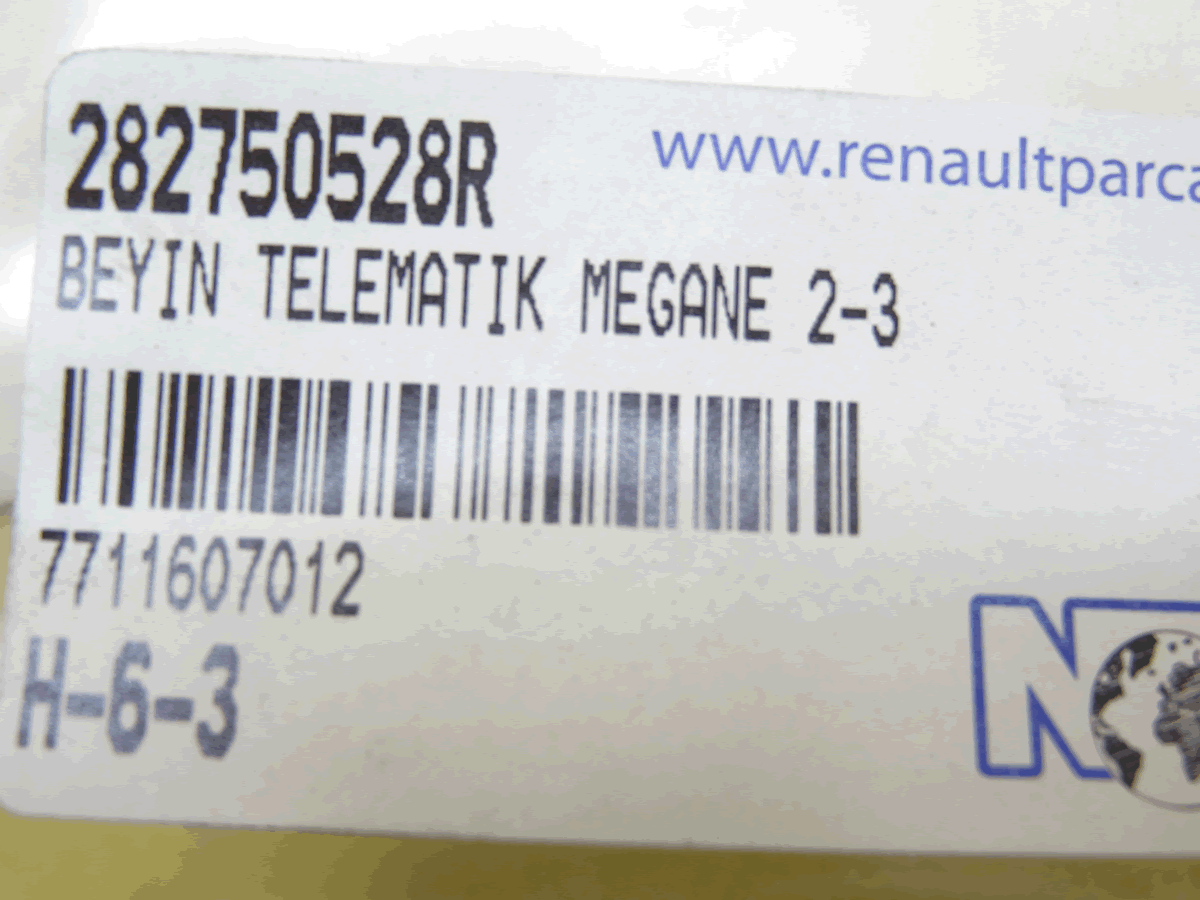 282750528R
www.renaultparca
BEYIN TELEMATIK MEGANE 2-3
7711607012
H-6-3
N